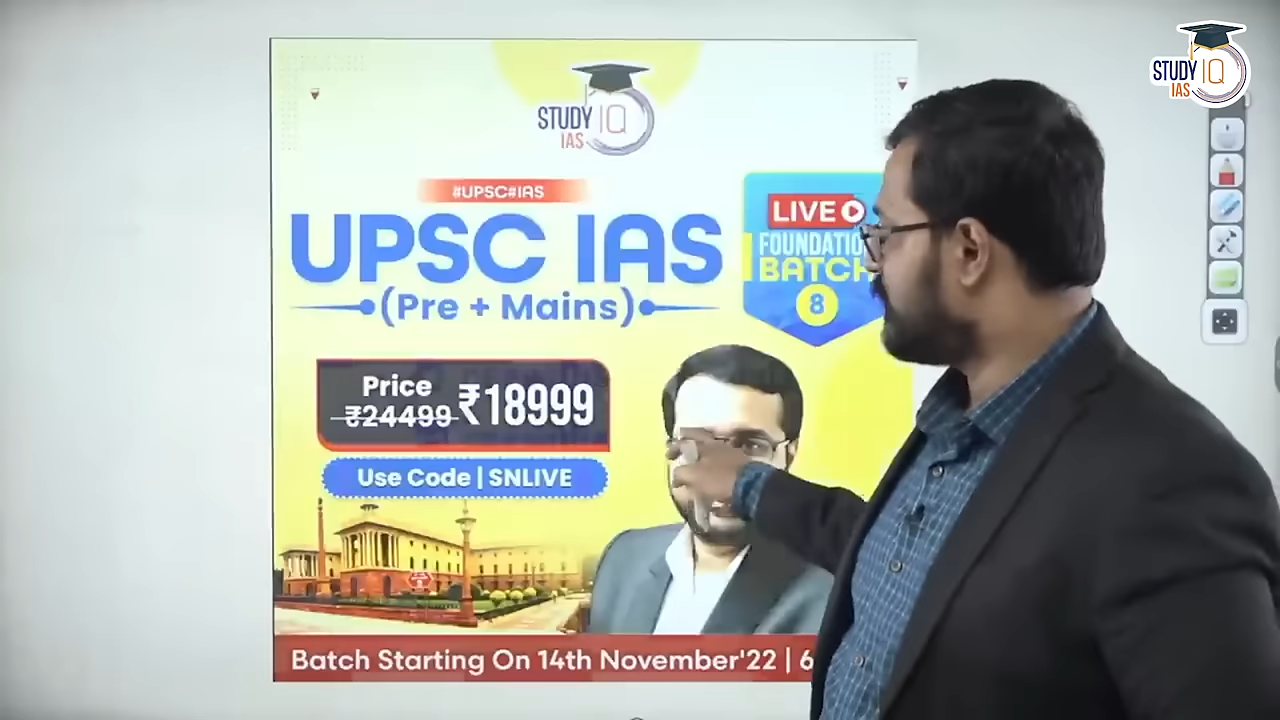 STUDY IQ
IAS
STUDY IQ
IAS
#UPSC#IAS
UPSC IAS
(Pre + Mains)
LIVE
FOUNDATION
BATCH
8
Price
₹24499 ₹18999
Use Code | SNLIVE
Batch Starting On 14th November'22 | 6